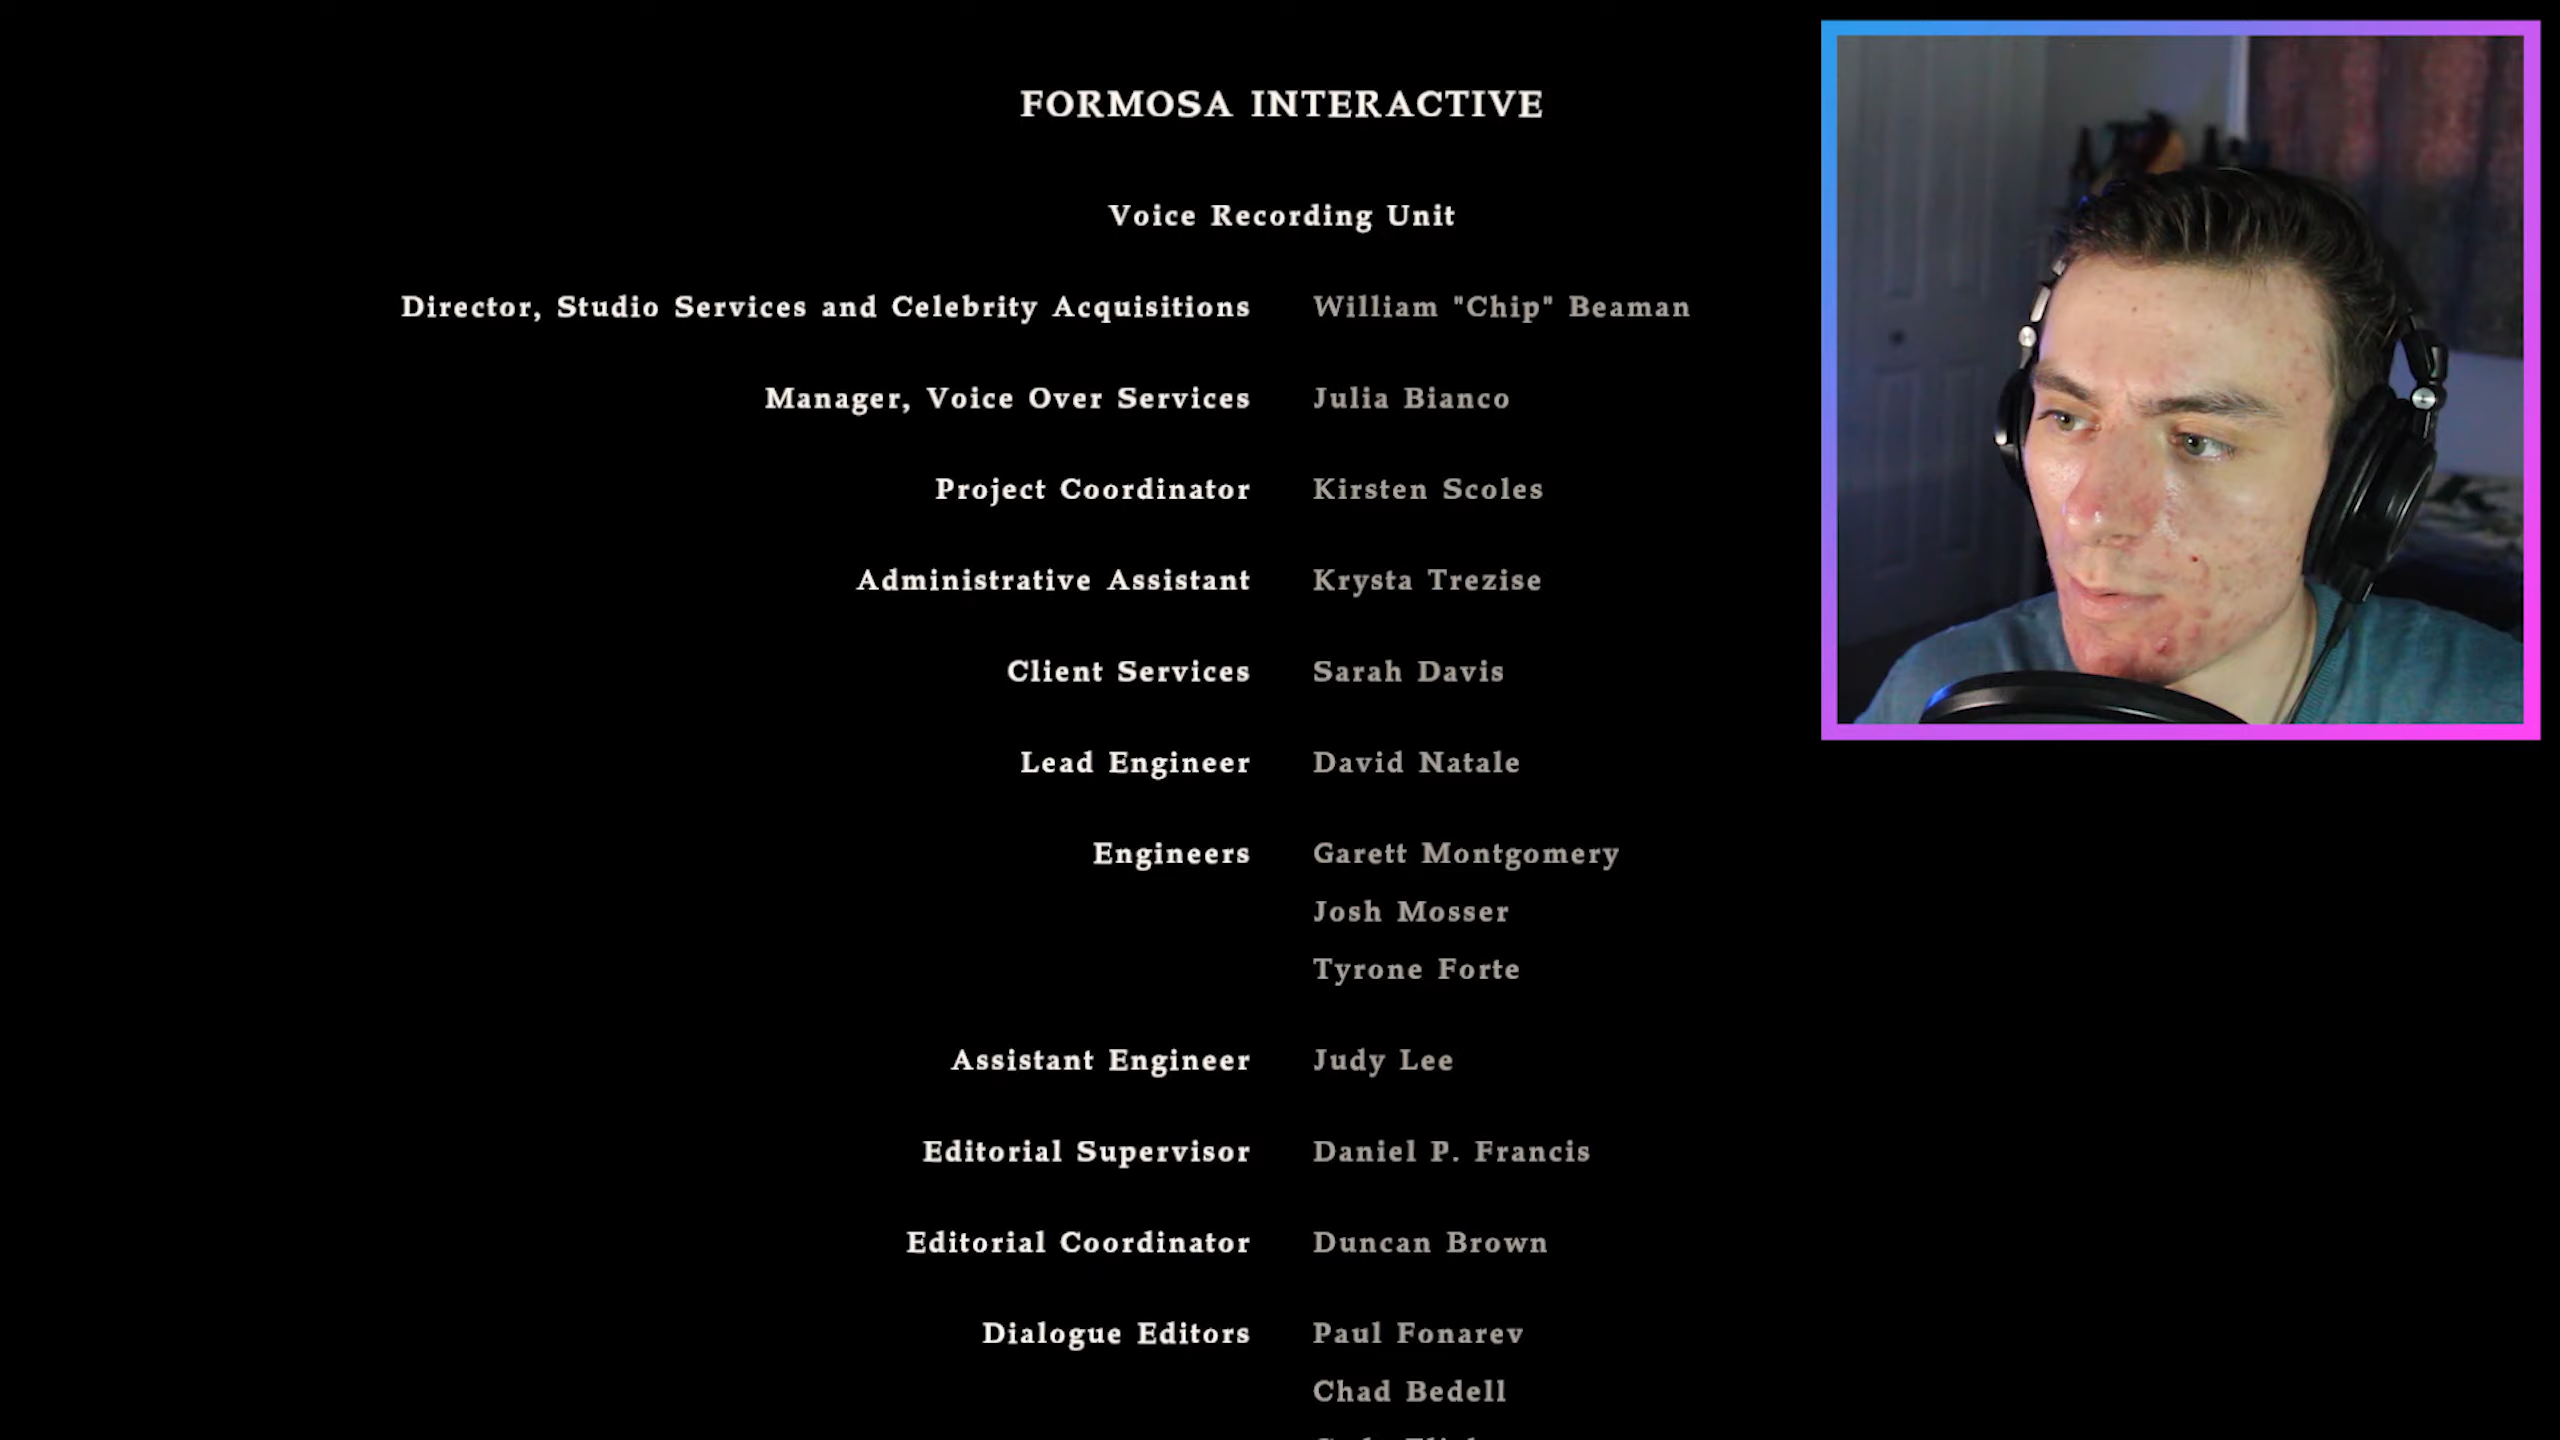 FORMOSA INTERACTIVE
Voice Recording Unit
Director, Studio Services and Celebrity Acquisitions William "Chip" Beaman
Manager, Voice Over Services Julia Bianco
Project Coordinator Kirsten Scoles
Administrative Assistant Krysta Trezise
Client Services Sarah Davis
Lead Engineer David Natale
Engineers Garett Montgomery
Josh Mosser
Tyrone Forte
Assistant Engineer Judy Lee
Editorial Supervisor Daniel P. Francis
Editorial Coordinator Duncan Brown
Dialogue Editors Paul Fonarev
Chad Bedell